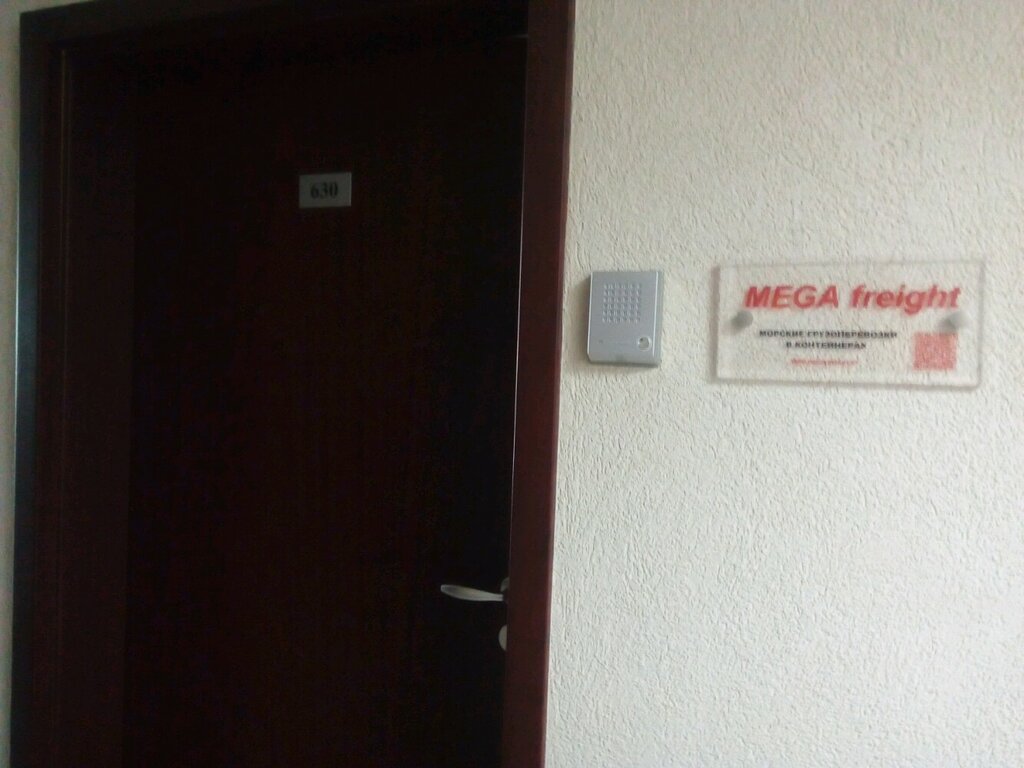 630
MEGA freight
МОРСКИЕ ГРУЗОПЕРЕВОЗКИ
В КОНТЕЙНЕРАХ